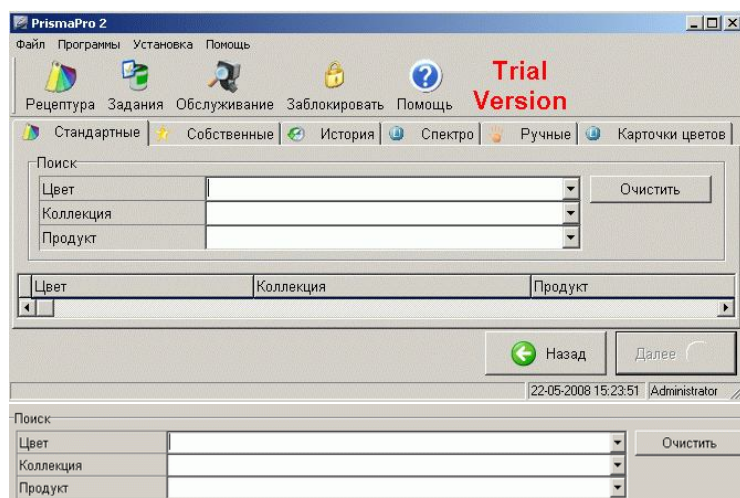 PrismaPro 2
Файл Программы Установка Помощь
Рецептура Задания Обслуживание Заблокировать Помощь Trial Version
Стандартные Собственные История Спектро Ручные Карточки цветов
Поиск
Цвет Очистить
Коллекция
Продукт
Цвет Коллекция Продукт
Назад Далее
22-05-2008 15:23:51 Administrator
Поиск
Цвет Очистить
Коллекция
Продукт